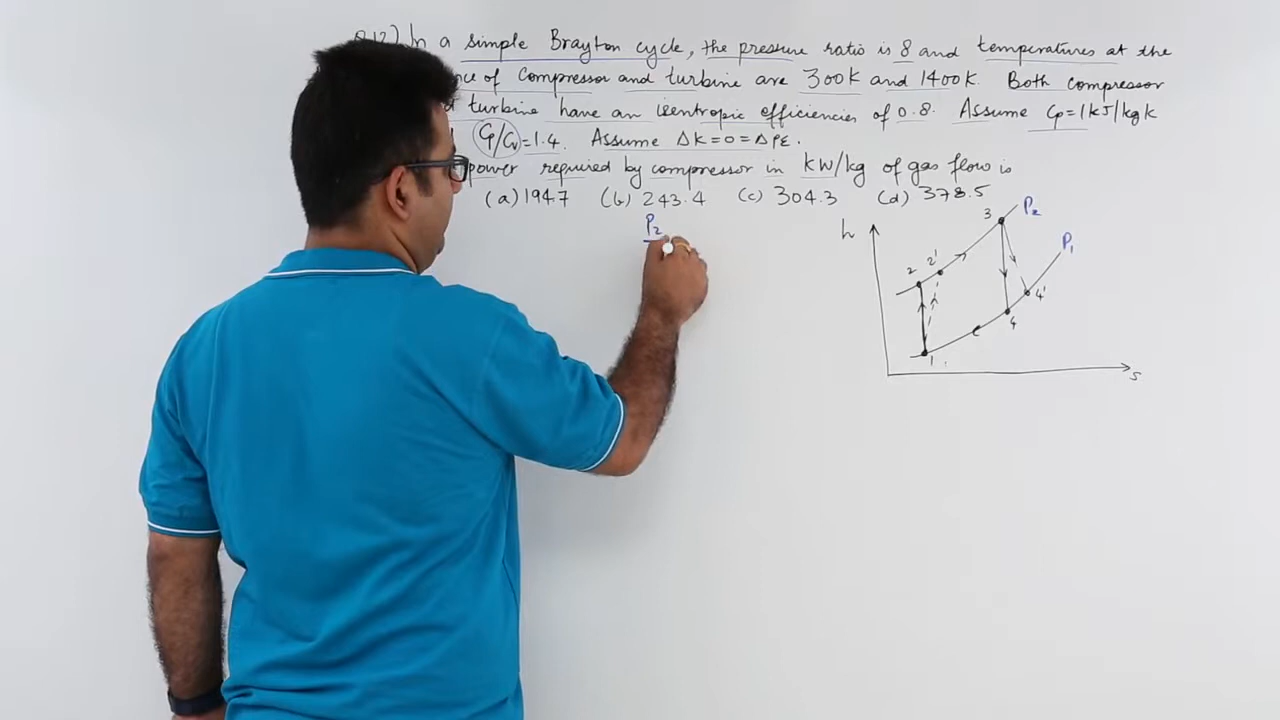 Q.12) In a simple Brayton cycle, the pressure ratio is 8 and temperatures at the
of compressor and turbine are 300K and 1400K. Both compressor
turbine have an isentropic efficiencies of 0.8. Assume Cp=1kJ/kgk
Cp/Cv=1.4. Assume ΔK=0=ΔPE.
power required by compressor in kW/kg of gas flow is
(a) 194.7 (b) 243.4 (c) 304.3 (d) 378.5
P2
h
3
P2
P1
2
2'
4'
4
1
s